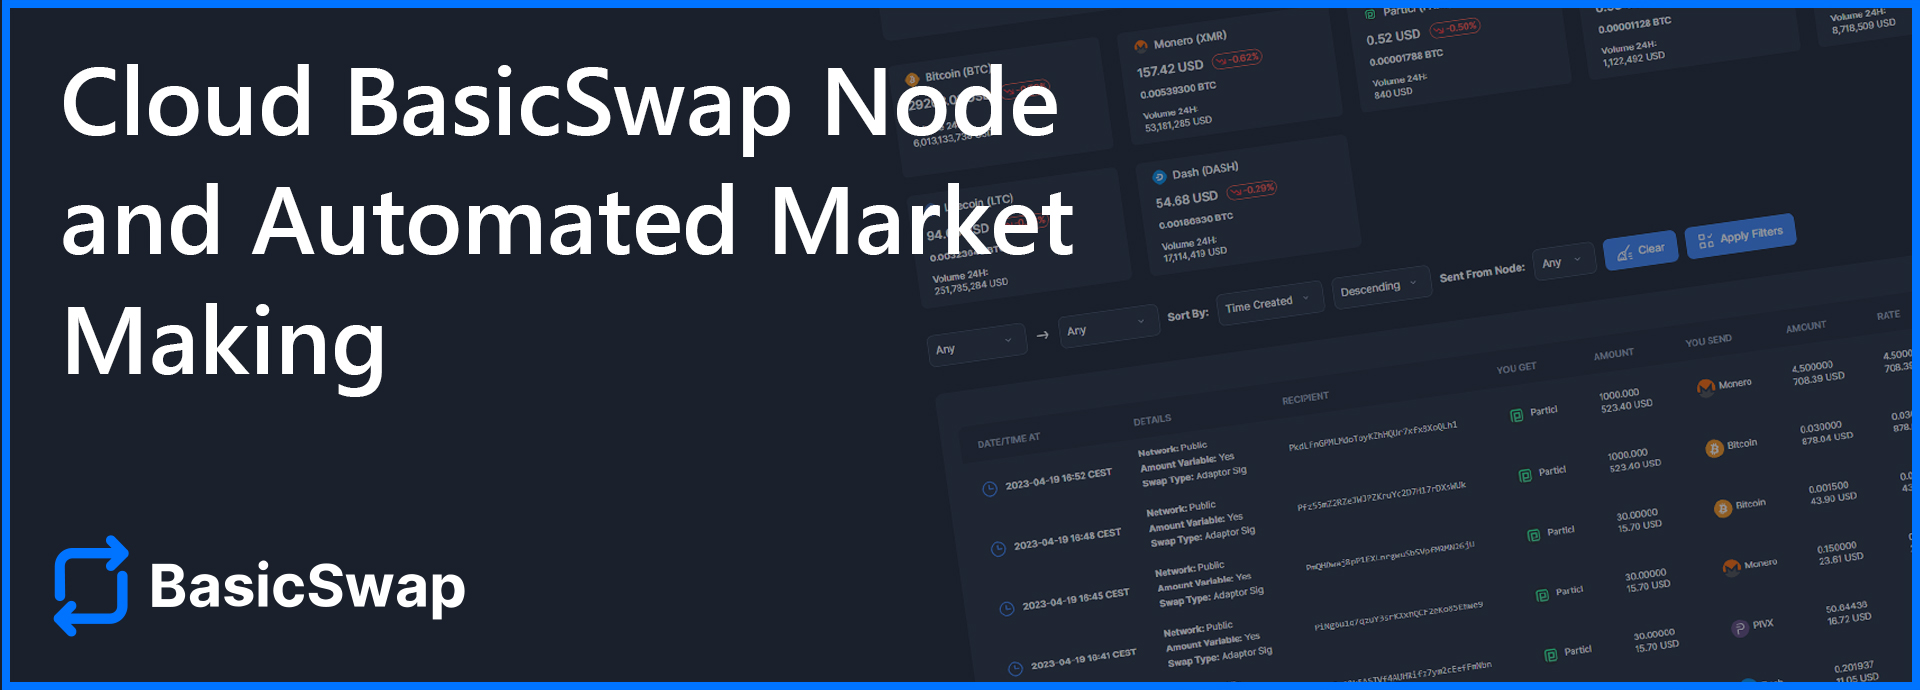 Cloud BasicSwap Node
and Automated Market
Making
BasicSwap
Bitcoin (BTC)
Volume 24H:
251,785,284 USD
Monero (XMR)
157.42 USD
-0.62%
0.00539300 BTC
Volume 24H:
53,181,285 USD
0.52 USD
-0.50%
0.00001788 BTC
Volume 24H:
840 USD
0.00001128 BTC
Volume 24H:
1,122,492 USD
Volume 24H:
8,718,509 USD
Dash (DASH)
54.68 USD
-0.29%
0.00186930 BTC
Volume 24H:
17,114,419 USD
Any → Any Sort By: Time Created Descending Sent From Node: Any Clear Apply Filters
DATE/TIME AT DETAILS RECIPIENT YOU GET AMOUNT YOU SEND AMOUNT RATE
2023-04-19 16:52 CEST
Network: Public
Amount Variable: Yes
Swap Type: Adaptor Sig
Particl
1000.000
523.40 USD
Monero
4.500000
708.39 USD
2023-04-19 16:48 CEST
Network: Public
Amount Variable: Yes
Swap Type: Adaptor Sig
Particl
1000.000
523.40 USD
Bitcoin
0.030000
878.04 USD
2023-04-19 16:45 CEST
Network: Public
Amount Variable: Yes
Swap Type: Adaptor Sig
Particl
30.00000
15.70 USD
Bitcoin
0.001500
43.90 USD
2023-04-19 16:41 CEST
Network: Public
Amount Variable: Yes
Swap Type: Adaptor Sig
Particl
30.00000
15.70 USD
Monero
0.150000
23.61 USD
Particl
30.00000
15.70 USD
PIVX
50.64438
16.72 USD
0.201937
11.05 USD